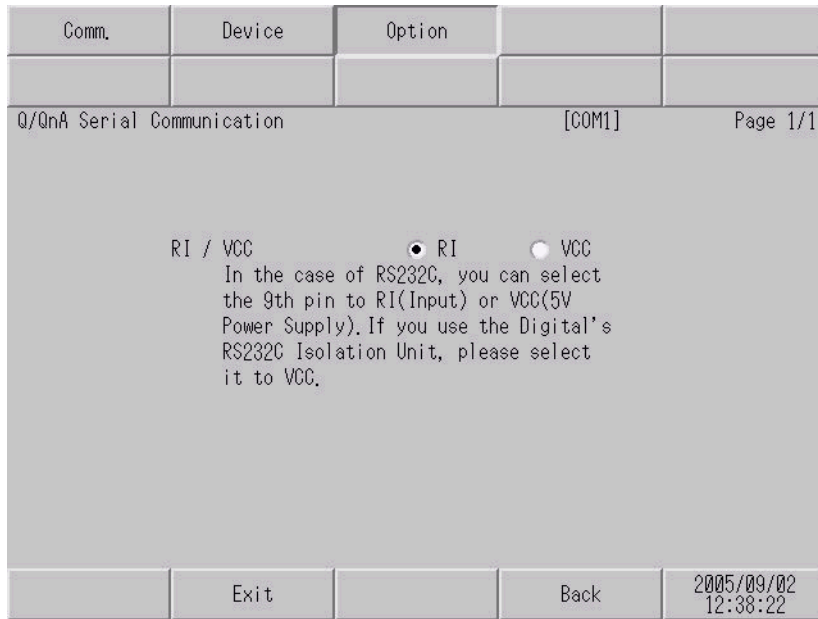 Comm. Device Option
Q/QnA Serial Communication [COM1] Page 1/1
RI / VCC RI VCC
In the case of RS232C, you can select
the 9th pin to RI(Input) or VCC(5V
Power Supply).If you use the Digital's
RS232C Isolation Unit, please select
it to VCC.
Exit Back 2005/09/02
12:38:22